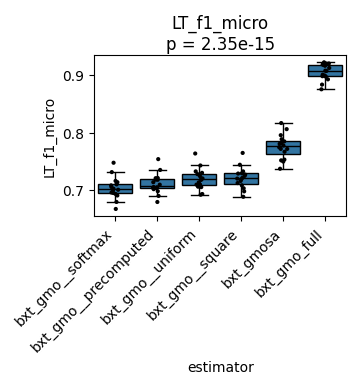 LT_f1_micro
p = 2.35e-15
LT_f1_micro
0.9
0.8
0.7
bxt_gmo__softmax
bxt_gmo__precomputed
bxt_gmo__uniform
bxt_gmo__square
bxt_gmosa
bxt_gmo_full
estimator